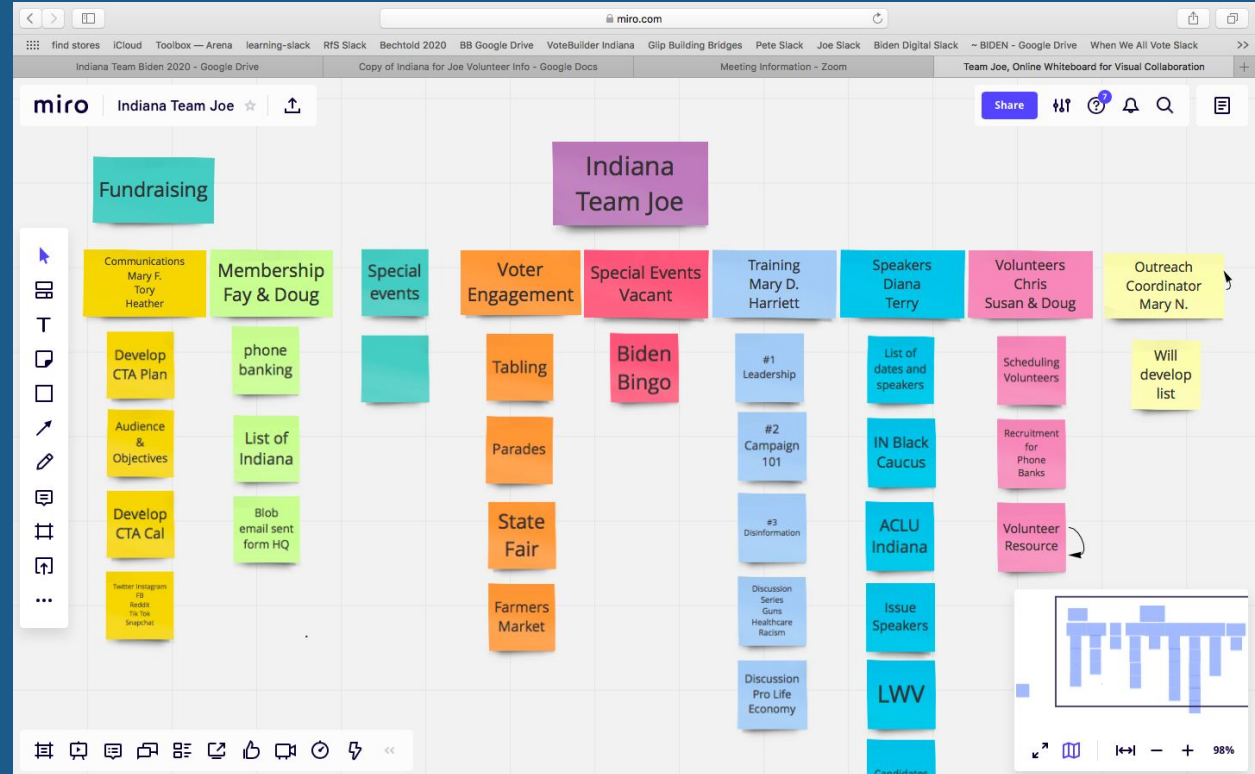 miro.com
find stores iCloud Toolbox — Arena learning-slack RfS Slack Bechtold 2020 BB Google Drive VoteBuilder Indiana Glip Building Bridges Pete Slack Joe Slack Biden Digital Slack ~ BIDEN - Google Drive When We All Vote Slack >>
Indiana Team Biden 2020 - Google Drive
Copy of Indiana for Joe Volunteer Info - Google Docs
Meeting Information - Zoom
Team Joe, Online Whiteboard for Visual Collaboration
miro
Indiana Team Joe
Share
7
Fundraising
Indiana
Team Joe
Communications
Mary F.
Tory
Heather
Develop
CTA Plan
Audience
&
Objectives
Develop
CTA Cal
Twitter Instagram
FB
Reddit
Tik Tok
Snapchat
Membership
Fay & Doug
phone
banking
List of
Indiana
Blob
email sent
form HQ
Special
events
Voter
Engagement
Tabling
Parades
State
Fair
Farmers
Market
Special Events
Vacant
Biden
Bingo
Training
Mary D.
Harriett
#1
Leadership
#2
Campaign
101
#3
Disinformation
Discussion
Series
Guns
Healthcare
Racism
Discussion
Pro Life
Economy
Speakers
Diana
Terry
List of
dates and
speakers
IN Black
Caucus
ACLU
Indiana
Issue
Speakers
LWV
Candidates
Volunteers
Chris
Susan & Doug
Scheduling
Volunteers
Recruitment
for
Phone
Banks
Volunteer
Resource
Outreach
Coordinator
Mary N.
Will
develop
list
98%